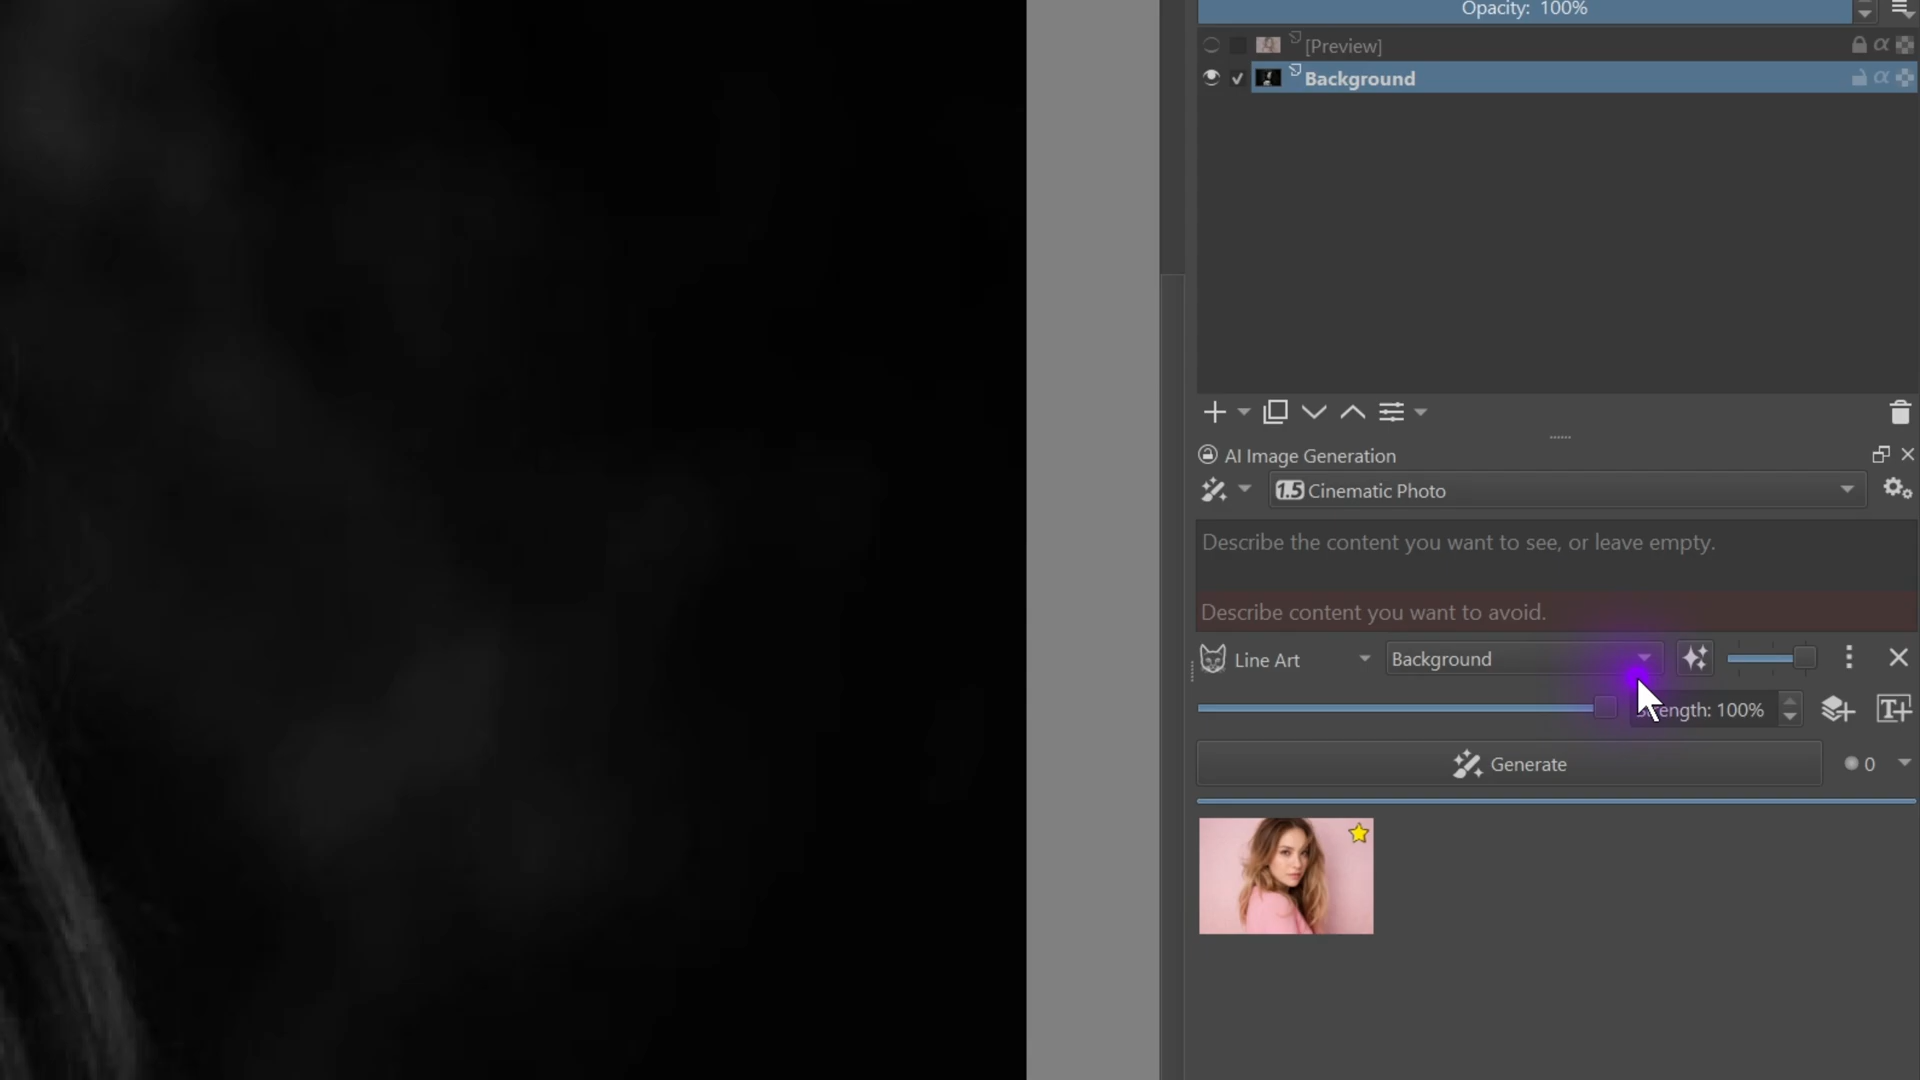 Opacity: 100%
[Preview]
Background
AI Image Generation
1.5 Cinematic Photo
Describe the content you want to see, or leave empty.
Describe content you want to avoid.
Line Art
Background
Strength: 100%
Generate
0